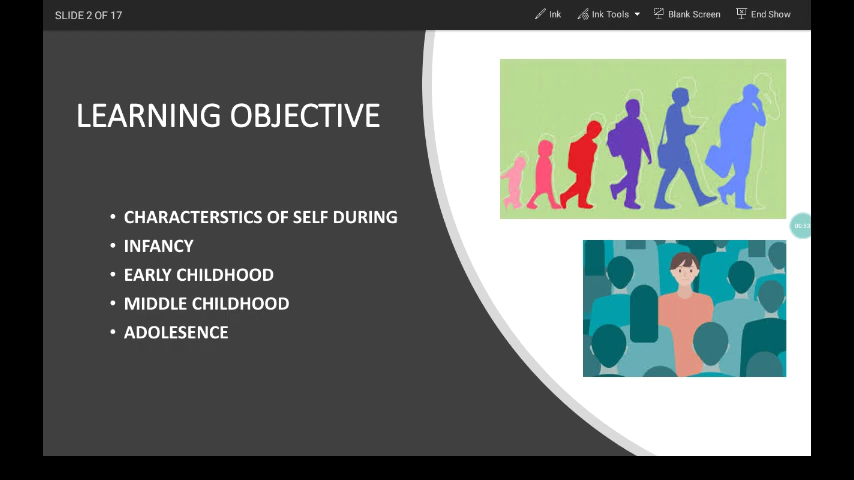 SLIDE 2 OF 17
Ink
Ink Tools
Blank Screen
End Show
LEARNING OBJECTIVE
• CHARACTERSTICS OF SELF DURING
• INFANCY
• EARLY CHILDHOOD
• MIDDLE CHILDHOOD
• ADOLESENCE